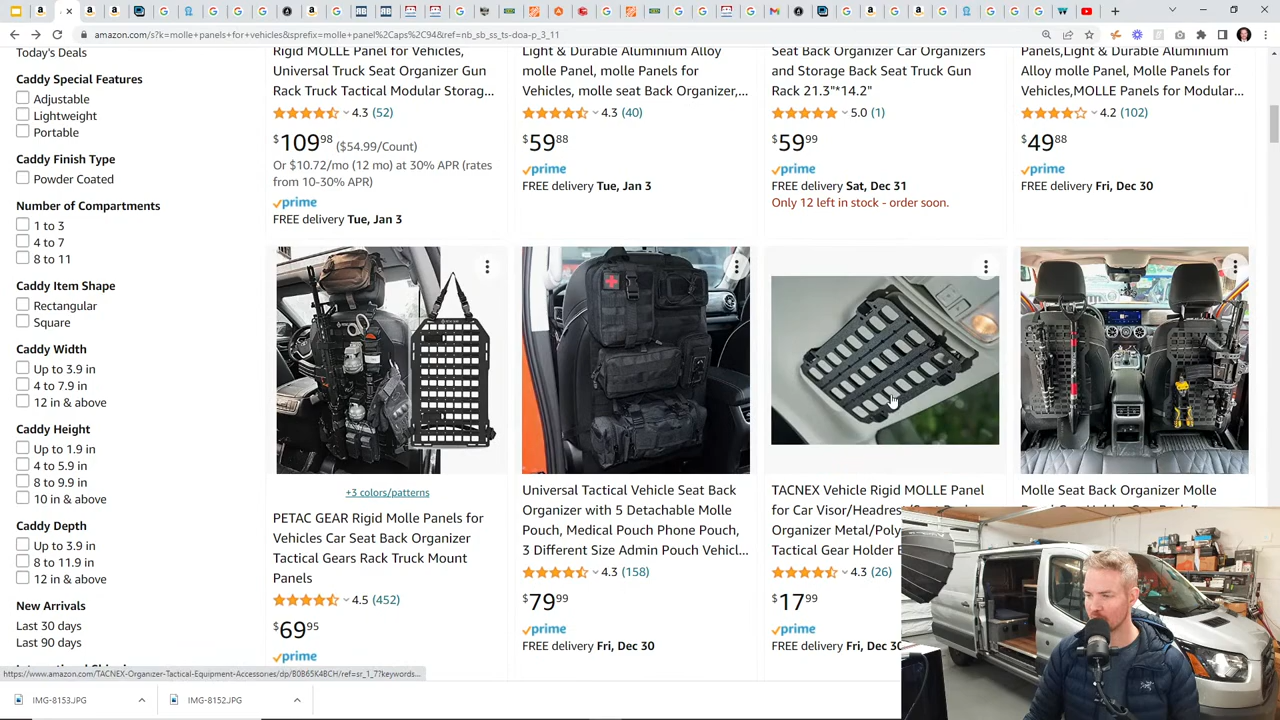 amazon.com/s?k=molle+panels+for+vehicles&sprefix=molle+panel%2Caps%2C94&ref=nb_sb_ss_ts-doa-p_3_11
Today's Deals
Caddy Special Features
Adjustable
Lightweight
Portable
Caddy Finish Type
Powder Coated
Number of Compartments
1 to 3
4 to 7
8 to 11
Caddy Item Shape
Rectangular
Square
Caddy Width
Up to 3.9 in
4 to 7.9 in
12 in & above
Caddy Height
Up to 1.9 in
4 to 5.9 in
8 to 9.9 in
10 in & above
Caddy Depth
Up to 3.9 in
8 to 11.9 in
12 in & above
New Arrivals
Last 30 days
Last 90 days
Rigid MOLLE Panel for Vehicles,
Universal Truck Seat Organizer Gun
Rack Truck Tactical Modular Storag...
4.3 (52)
$10998 ($54.99/Count)
Or $10.72/mo (12 mo) at 30% APR (rates
from 10-30% APR)
prime
FREE delivery Tue, Jan 3
Light & Durable Aluminium Alloy
molle Panel, molle Panels for
Vehicles, molle seat Back Organizer,...
4.3 (40)
$5988
prime
FREE delivery Tue, Jan 3
Seat Back Organizer Car Organizers
and Storage Back Seat Truck Gun
Rack 21.3"*14.2"
5.0 (1)
$5999
prime
FREE delivery Sat, Dec 31
Only 12 left in stock - order soon.
Panels,Light & Durable Aluminium
Alloy molle Panel, Molle Panels for
Vehicles,MOLLE Panels for Modular...
4.2 (102)
$4988
prime
FREE delivery Fri, Dec 30
+3 colors/patterns
PETAC GEAR Rigid Molle Panels for
Vehicles Car Seat Back Organizer
Tactical Gears Rack Truck Mount
Panels
4.5 (452)
$6995
prime
Universal Tactical Vehicle Seat Back
Organizer with 5 Detachable Molle
Pouch, Medical Pouch Phone Pouch,
3 Different Size Admin Pouch Vehicl...
4.3 (158)
$7999
prime
FREE delivery Fri, Dec 30
TACNEX Vehicle Rigid MOLLE Panel
for Car Visor/Headres
Organizer Metal/Poly
Tactical Gear Holder
4.3 (26)
$1799
prime
FREE delivery Fri, Dec 30
Molle Seat Back Organizer Molle
https://www.amazon.com/TACNEX-Organizer-Tactical-Equipment-Accessories/dp/B0B65K4BCH/ref=sr_1_7?keywords...
IMG-8153.JPG
IMG-8152.JPG